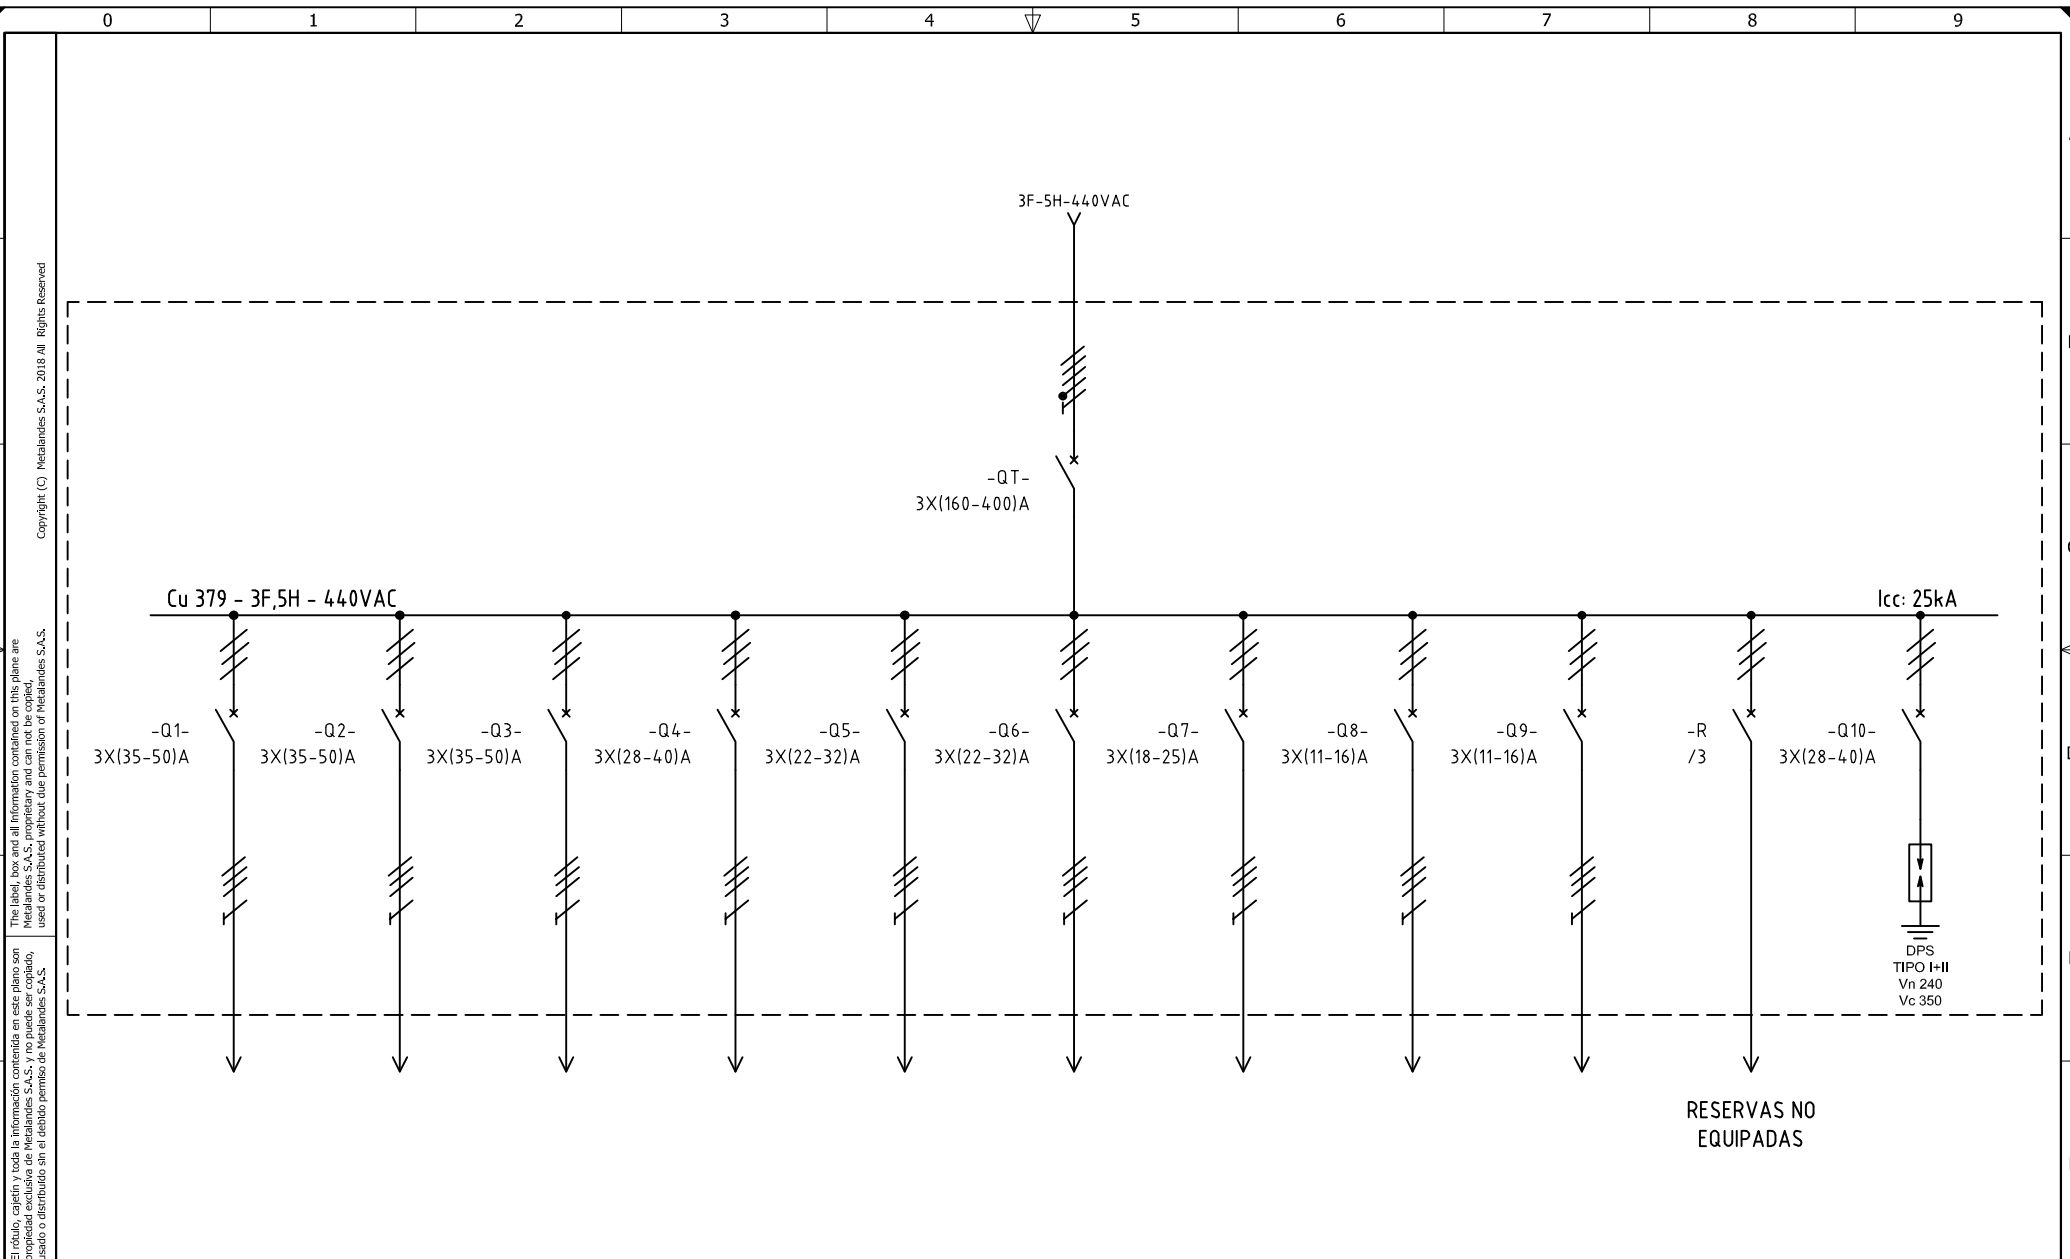 0 1 2 3 4 5 6 7 8 9
3F-5H-440VAC
-QT-
3X(160-400)A
Cu 379 - 3F,5H - 440VAC
Icc: 25kA
-Q1-
3X(35-50)A
-Q2-
3X(35-50)A
-Q3-
3X(35-50)A
-Q4-
3X(28-40)A
-Q5-
3X(22-32)A
-Q6-
3X(22-32)A
-Q7-
3X(18-25)A
-Q8-
3X(11-16)A
-Q9-
3X(11-16)A
-R
/3
-Q10-
3X(28-40)A
DPS
TIPO I+II
Vn 240
Vc 350
RESERVAS NO
EQUIPADAS
Copyright (C) Metalandes S.A.S. 2018 All Rights Reserved
The label, box and all information contained on this plane are
Metalandes S.A.S. proprietary and can not be copied,
used or distributed without due permission of Metalandes S.A.S.
El rótulo, cajetín y toda la información contenida en este plano son
propiedad exclusiva de Metalandes S.A.S. y no puede ser copiado,
usado o distribuido sin el debido permiso de Metalandes S.A.S.